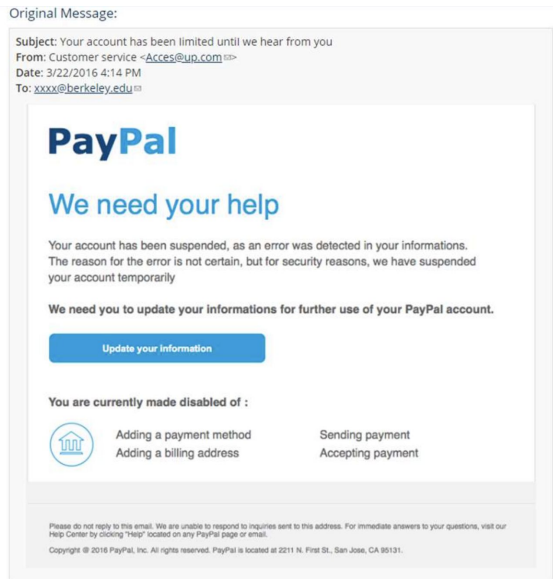 Original Message:
Subject: Your account has been limited until we hear from you
From: Customer service <Acces@up.com>
Date: 3/22/2016 4:14 PM
To: xxxx@berkeley.edu
PayPal
We need your help
Your account has been suspended, as an error was detected in your informations.
The reason for the error is not certain, but for security reasons, we have suspended
your account temporarily
We need you to update your informations for further use of your PayPal account.
Update your information
You are currently made disabled of :
Adding a payment method
Sending payment
Adding a billing address
Accepting payment
Please do not reply to this email. We are unable to respond to inquiries sent to this address. For immediate answers to your questions, visit our
Help Center by clicking "Help" located on any PayPal page or email.
Copyright @ 2016 PayPal, Inc. All rights reserved. PayPal is located at 2211 N. First St., San Jose, CA 95131.